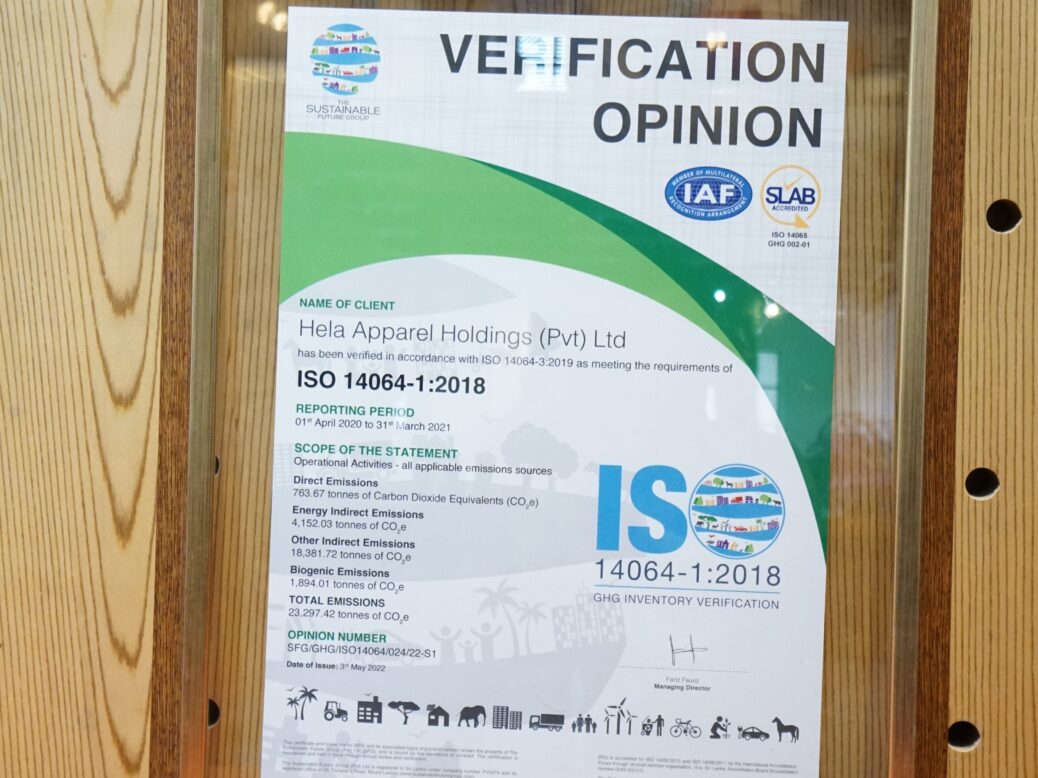 THE
SUSTAINABLE
FUTURE GROUP
VERIFICATION
OPINION
MEMBER OF MULTILATERAL
IAF
RECOGNITION ARRANGEMENT
SLAB
ACCREDITED
ISO 14065
GHG 002-01
NAME OF CLIENT
Hela Apparel Holdings (Pvt) Ltd
has been verified in accordance with ISO 14064-3:2019 as meeting the requirements of
ISO 14064-1:2018
REPORTING PERIOD
01st April 2020 to 31st March 2021
SCOPE OF THE STATEMENT
Operational Activities - all applicable emissions sources
Direct Emissions
763.67 tonnes of Carbon Dioxide Equivalents (CO2e)
Energy Indirect Emissions
4,152.03 tonnes of CO2e
Other Indirect Emissions
18,381.72 tonnes of CO2e
Biogenic Emissions
1,894.01 tonnes of CO2e
TOTAL EMISSIONS
23,297.42 tonnes of CO2e
OPINION NUMBER
SFG/GHG/ISO14064/024/22-S1
Date of Issue: 3rd May 2022
ISO
14064-1:2018
GHG INVENTORY VERIFICATION
Fariz Fausz
Managing Director